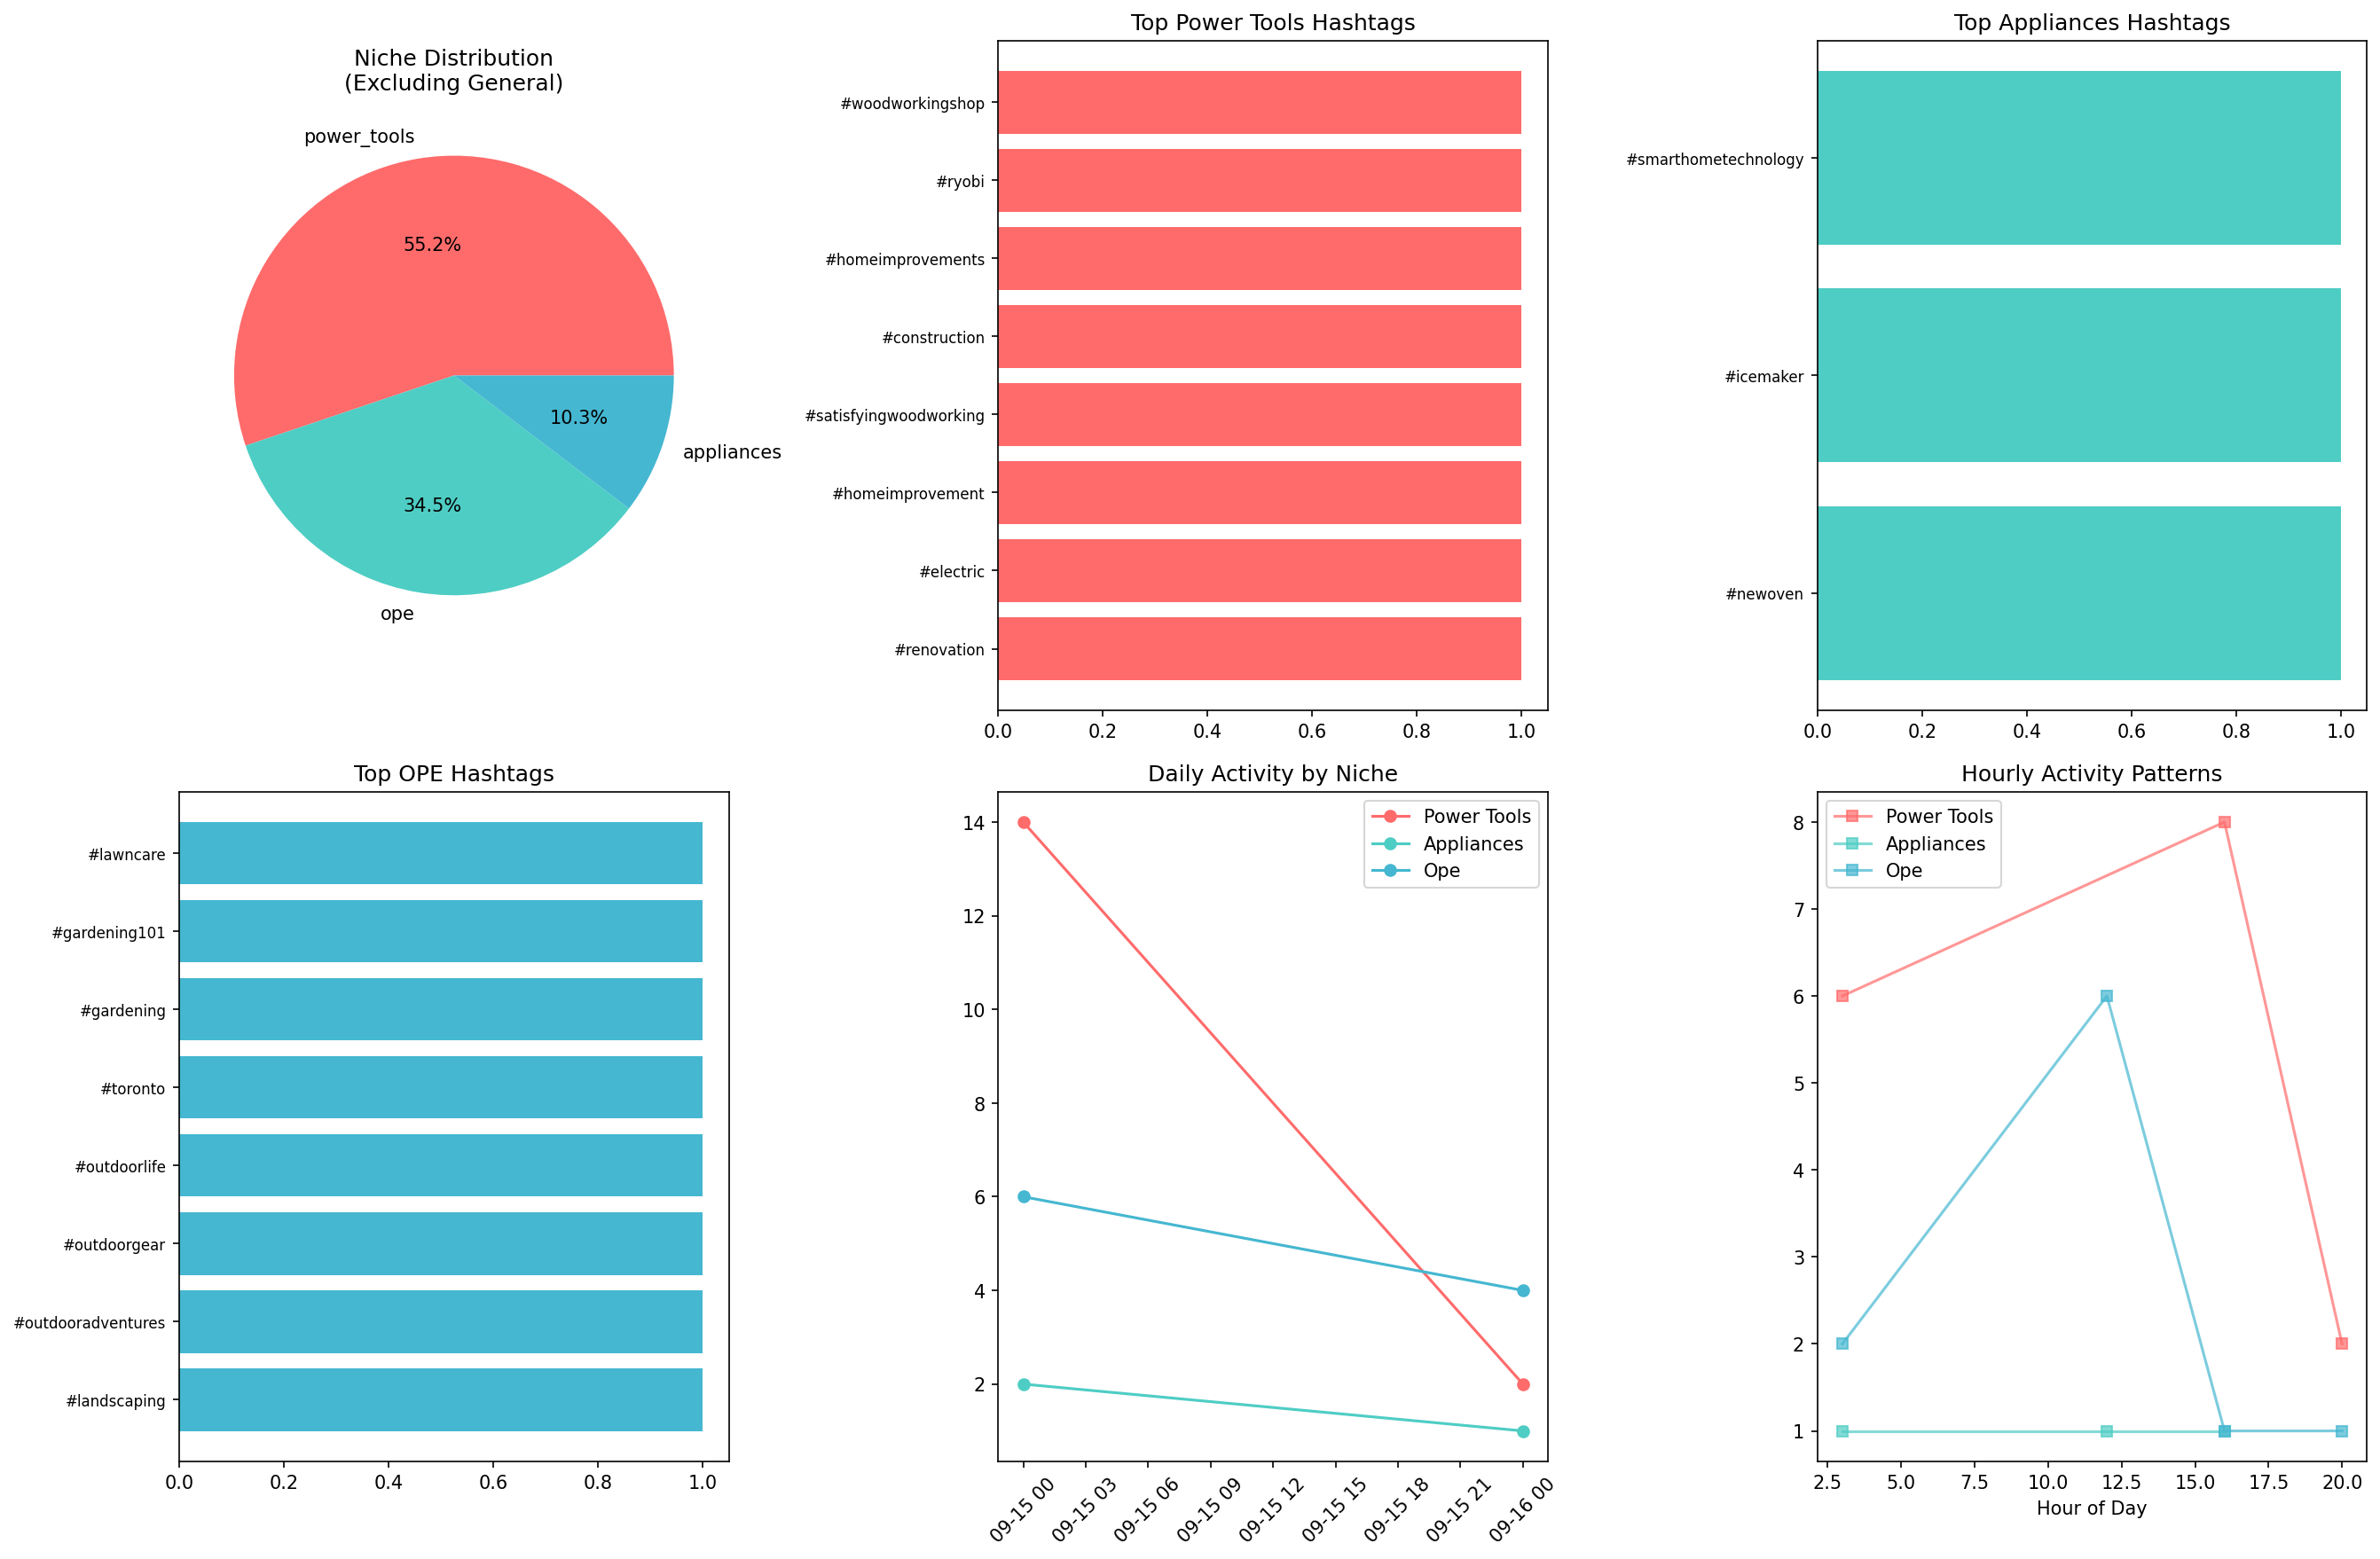 Niche Distribution
(Excluding General)
power_tools
55.2%
10.3%
appliances
34.5%
ope
Top Power Tools Hashtags
#woodworkingshop
#ryobi
#homeimprovements
#construction
#satisfyingwoodworking
#homeimprovement
#electric
#renovation
0.0 0.2 0.4 0.6 0.8 1.0
Top Appliances Hashtags
#smarthometechnology
#icemaker
#newoven
0.0 0.2 0.4 0.6 0.8 1.0
Top OPE Hashtags
#lawncare
#gardening101
#gardening
#toronto
#outdoorlife
#outdoorgear
#outdooradventures
#landscaping
0.0 0.2 0.4 0.6 0.8 1.0
Daily Activity by Niche
Power Tools
Appliances
Ope
14
12
10
8
6
4
2
09-15 00 09-15 03 09-15 06 09-15 09 09-15 12 09-15 15 09-15 18 09-15 21 09-16 00
Hourly Activity Patterns
Power Tools
Appliances
Ope
8
7
6
5
4
3
2
1
2.5 5.0 7.5 10.0 12.5 15.0 17.5 20.0
Hour of Day